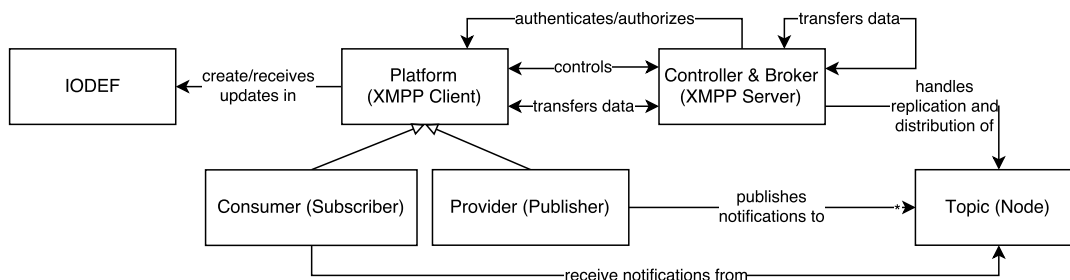 authenticates/authorizes
transfers data
IODEF
create/receives
updates in
Platform
(XMPP Client)
controls
transfers data
Controller & Broker
(XMPP Server)
handles
replication and
distribution of
Consumer (Subscriber)
Provider (Publisher)
publishes
notifications to
*
Topic (Node)
receive notifications from